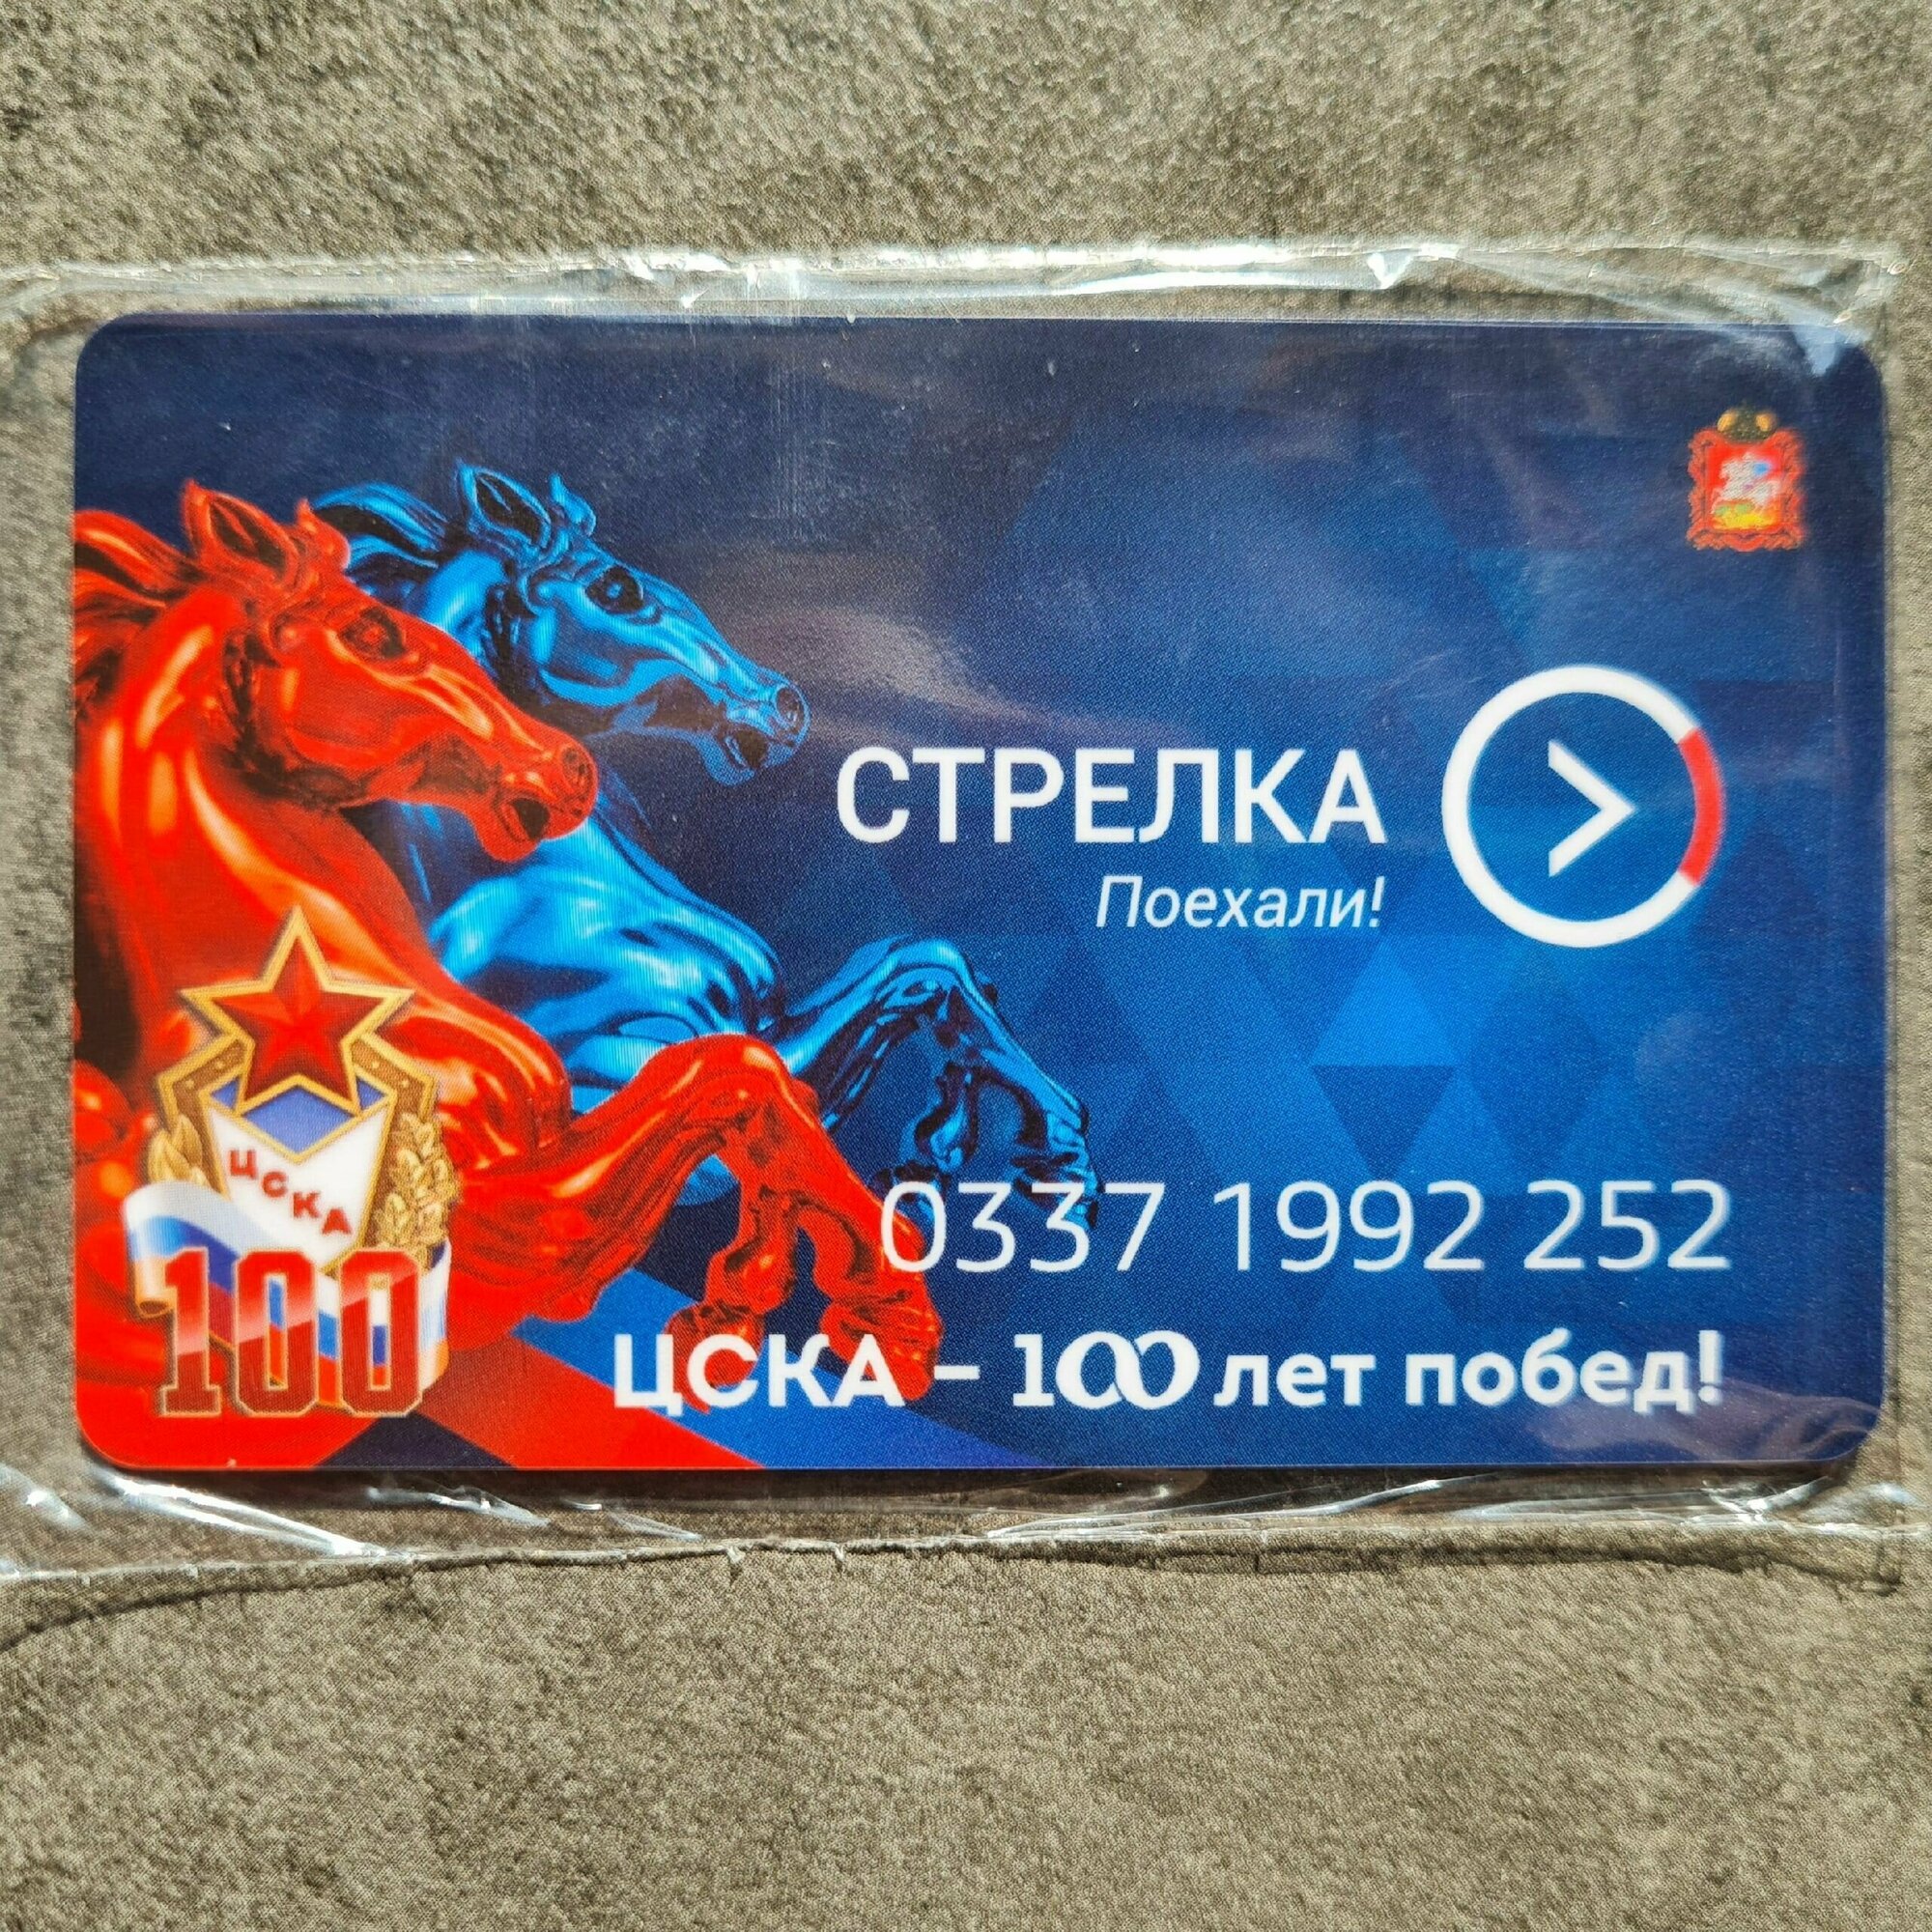 СТРЕЛКА
Поехали!
ЦСКА
100
0337 1992 252
ЦСКА – 100 лет побед!